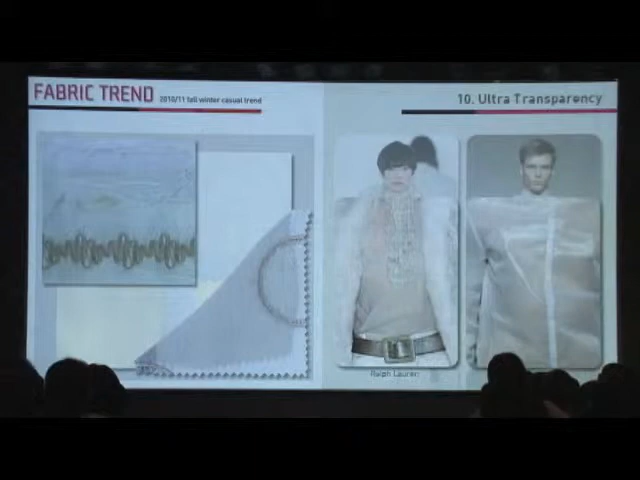 FABRIC TREND 2010/11 fall winter casual trend
10. Ultra Transparency
Ralph Lauren